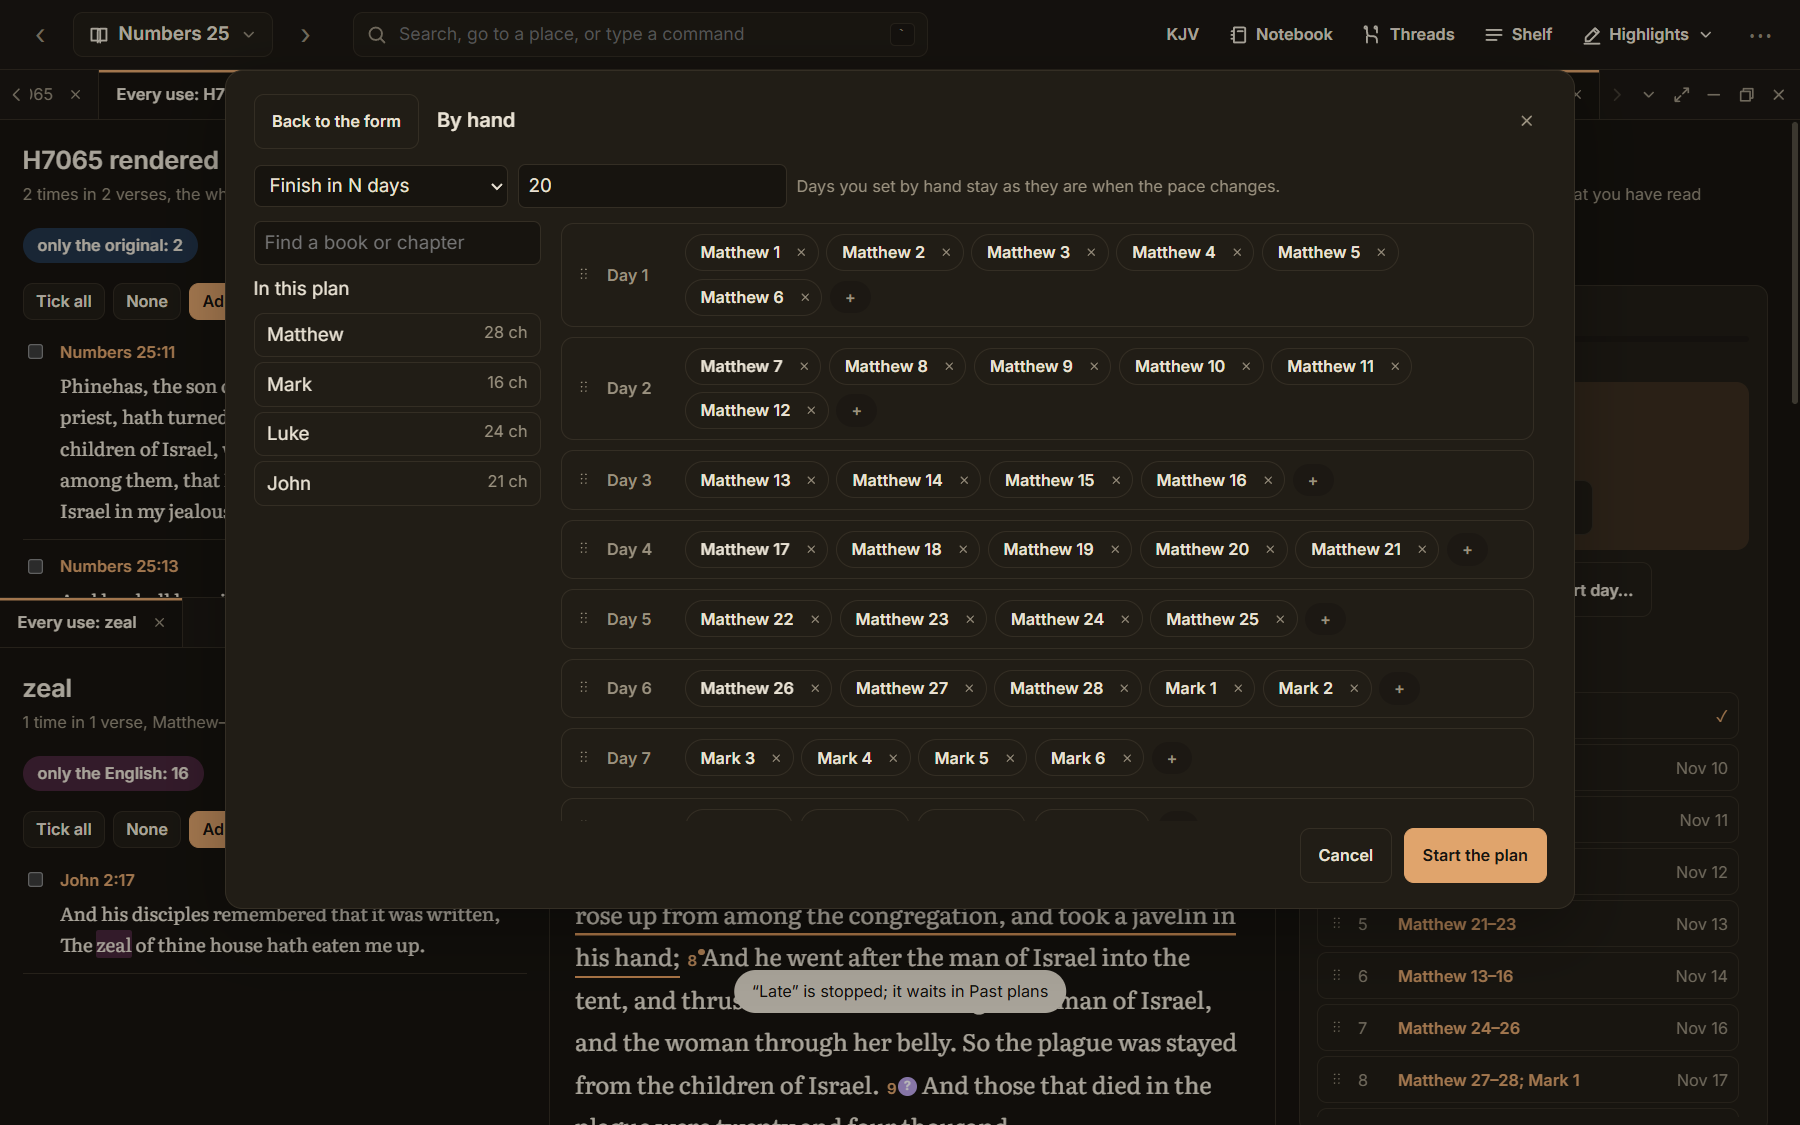 Numbers 25
Search, go to a place, or type a command
`
KJV
Notebook
Threads
Shelf
Highlights
065
Every use: H7
H7065 rendered
2 times in 2 verses, the wh
only the original: 2
Tick all
None
Ad
Numbers 25:11
Phinehas, the son
priest, hath turned
children of Israel,
among them, that
Israel in my jealous
Numbers 25:13
Every use: zeal
zeal
1 time in 1 verse, Matthew–
only the English: 16
Tick all
None
Ad
John 2:17
And his disciples remembered that it was written,
The zeal of thine house hath eaten me up.
Back to the form
By hand
Finish in N days
20
Days you set by hand stay as they are when the pace changes.
Find a book or chapter
In this plan
Matthew 28 ch
Mark 16 ch
Luke 24 ch
John 21 ch
Day 1
Matthew 1 × Matthew 2 × Matthew 3 × Matthew 4 × Matthew 5 ×
Matthew 6 × +
Day 2
Matthew 7 × Matthew 8 × Matthew 9 × Matthew 10 × Matthew 11 ×
Matthew 12 × +
Day 3 Matthew 13 × Matthew 14 × Matthew 15 × Matthew 16 × +
Day 4 Matthew 17 × Matthew 18 × Matthew 19 × Matthew 20 × Matthew 21 × +
Day 5 Matthew 22 × Matthew 23 × Matthew 24 × Matthew 25 × +
Day 6 Matthew 26 × Matthew 27 × Matthew 28 × Mark 1 × Mark 2 × +
Day 7 Mark 3 × Mark 4 × Mark 5 × Mark 6 × +
Cancel
Start the plan
rose up from among the congregation, and took a javelin in
his hand; 8 And he went after the man of Israel into the
tent, and thrus man of Israel,
“Late” is stopped; it waits in Past plans
and the woman through her belly. So the plague was stayed
from the children of Israel. 9 ? And those that died in the
plague were twenty and four thousand.
at you have read
rt day...
✓
Nov 10
Nov 11
Nov 12
5 Matthew 21–23 Nov 13
6 Matthew 13–16 Nov 14
7 Matthew 24–26 Nov 16
8 Matthew 27–28; Mark 1 Nov 17